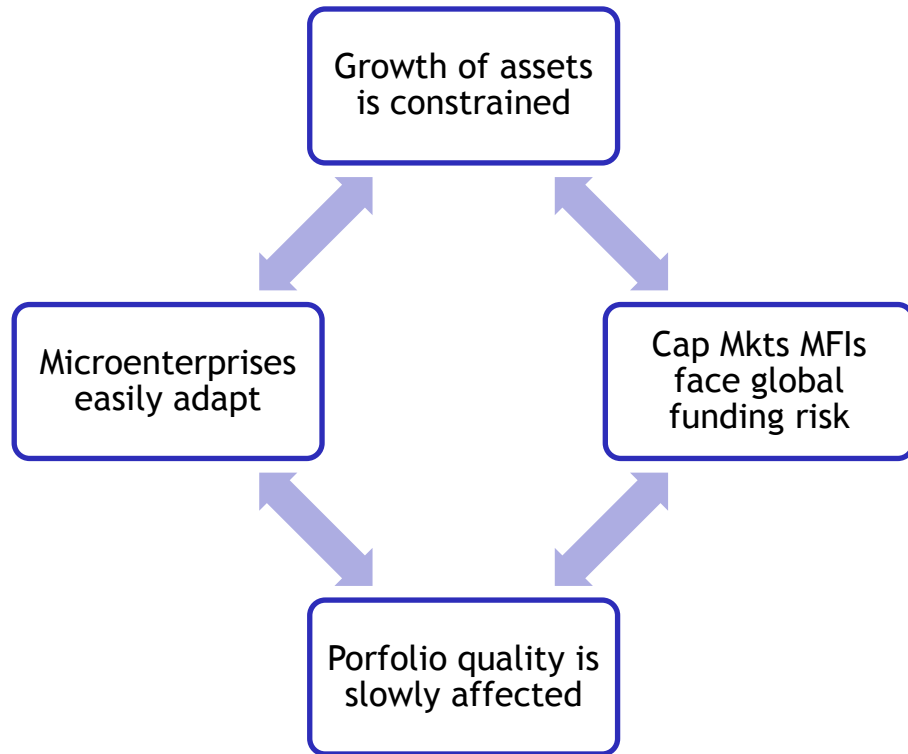 Growth of assets
is constrained
Microenterprises
easily adapt
Cap Mkts MFIs
face global
funding risk
Porfolio quality is
slowly affected